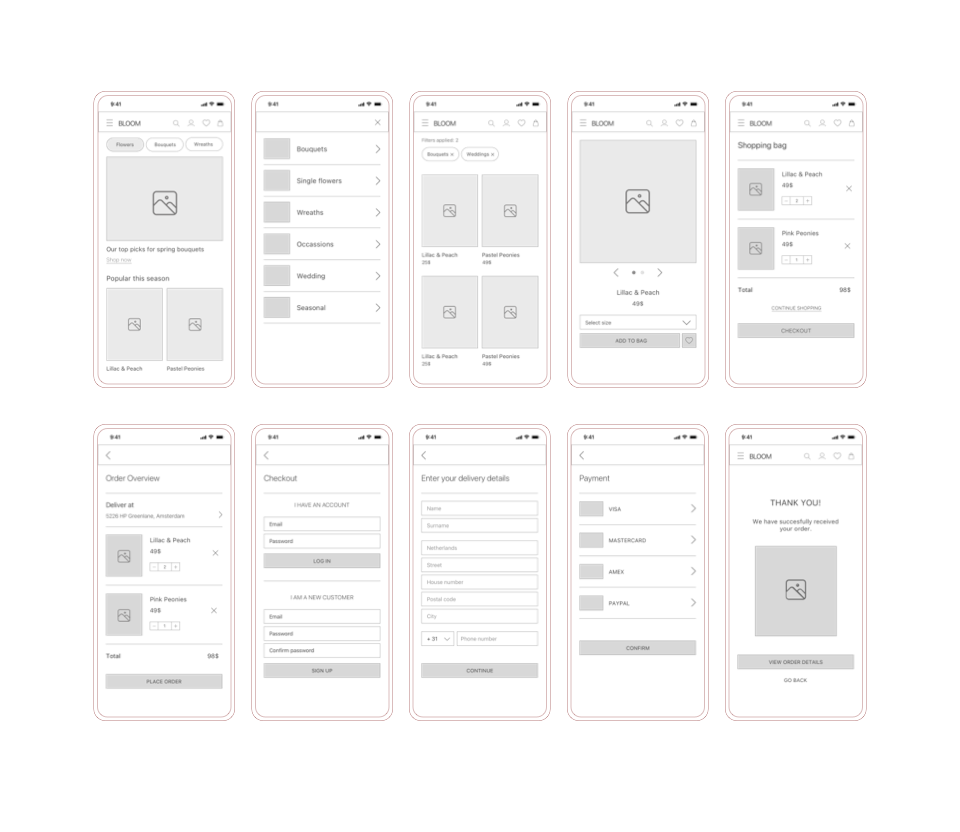 9:41
BLOOM
Flowers
Bouquets
Wreaths
Our top picks for spring bouquets
Shop now
Popular this season
Lillac & Peach
Pastel Peonies
9:41
Bouquets
Single flowers
Wreaths
Occassions
Wedding
Seasonal
9:41
BLOOM
Filters applied: 2
Bouquets ×
Weddings ×
Lillac & Peach
25$
Pastel Peonies
49$
Lillac & Peach
25$
Pastel Peonies
49$
9:41
BLOOM
Lillac & Peach
49$
Select size
ADD TO BAG
9:41
BLOOM
Shopping bag
Lillac & Peach
49$
- 2 +
Pink Peonies
49$
- 1 +
Total 98$
CONTINUE SHOPPING
CHECKOUT
9:41
Order Overview
Deliver at
5228 HP Greenlane, Amsterdam
Lillac & Peach
49$
- 2 +
Pink Peonies
49$
- 1 +
Total 98$
PLACE ORDER
9:41
Checkout
I HAVE AN ACCOUNT
Email
Password
LOG IN
I AM A NEW CUSTOMER
Email
Password
Confirm password
SIGN UP
9:41
Enter your delivery details
Name
Surname
Netherlands
Street
House number
Postal code
City
+ 31
Phone number
CONTINUE
9:41
Payment
VISA
MASTERCARD
AMEX
PAYPAL
CONFIRM
9:41
BLOOM
THANK YOU!
We have succesfully received
your order.
VIEW ORDER DETAILS
GO BACK